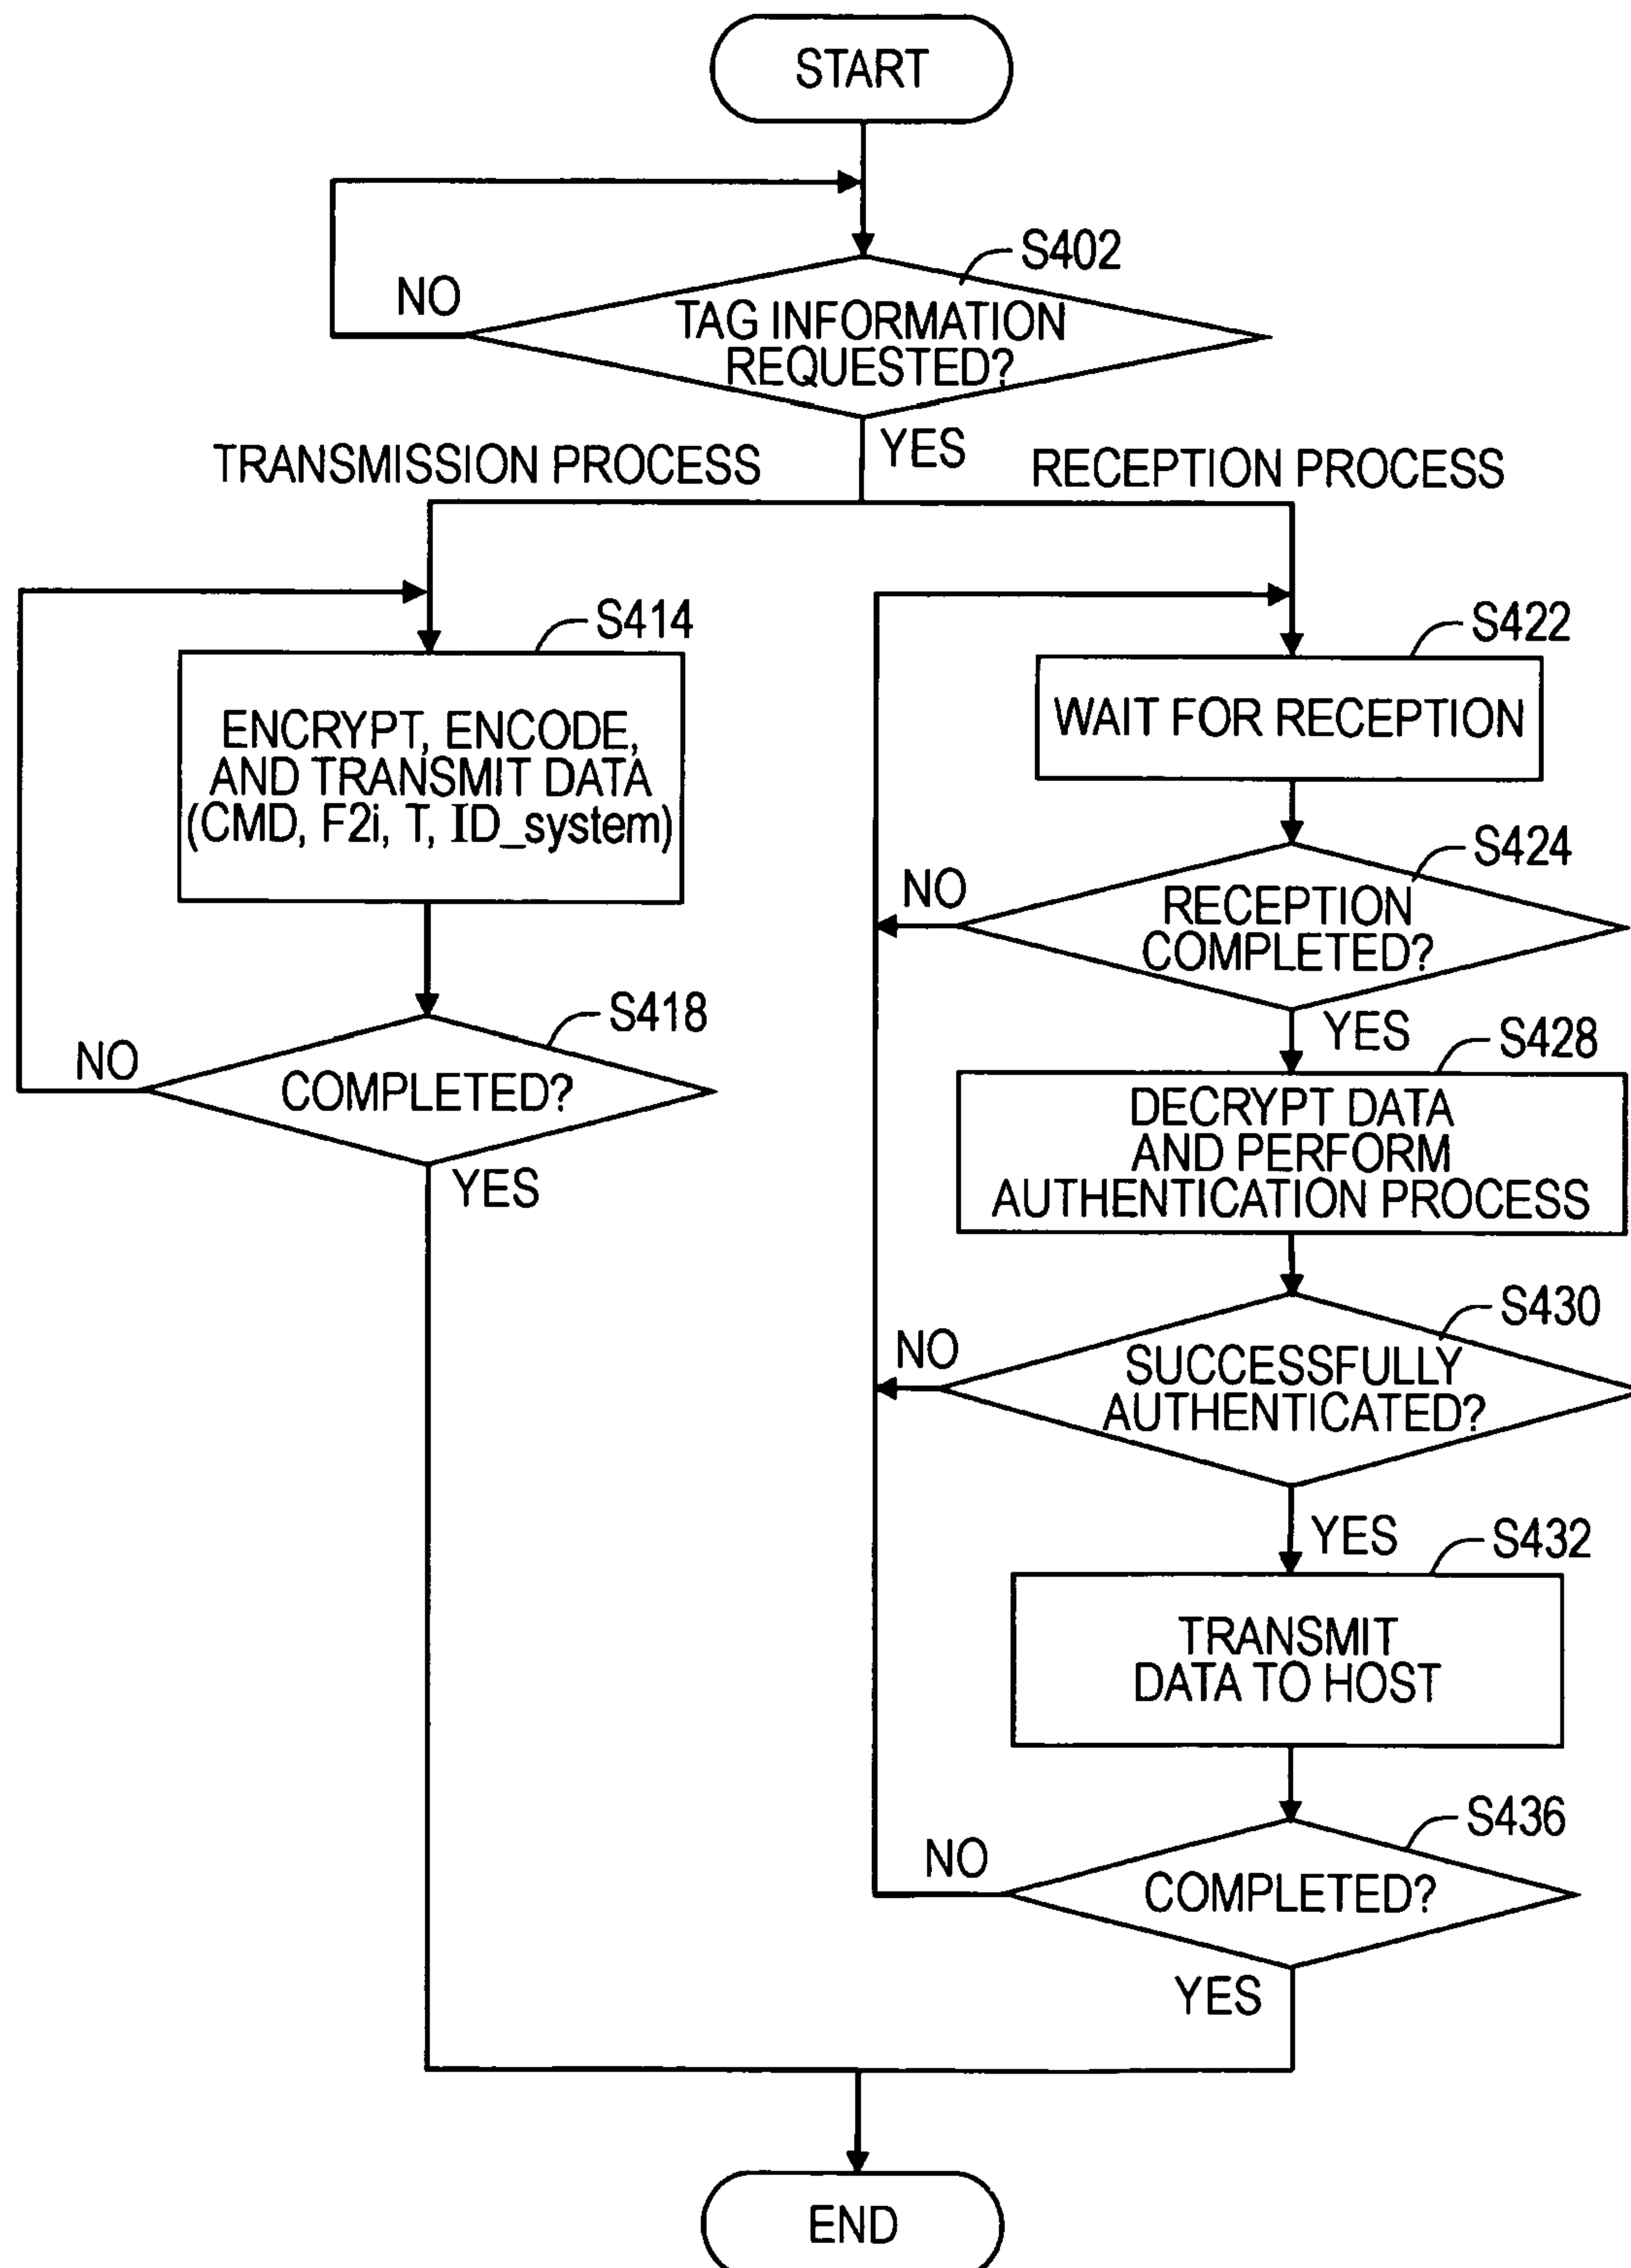 START
S402
NO
TAG INFORMATION
REQUESTED?
YES
TRANSMISSION PROCESS
RECEPTION PROCESS
S414
ENCRYPT, ENCODE,
AND TRANSMIT DATA
(CMD, F2i, T, ID_system)
S418
NO
COMPLETED?
YES
S422
WAIT FOR RECEPTION
S424
NO
RECEPTION
COMPLETED?
YES
S428
DECRYPT DATA
AND PERFORM
AUTHENTICATION PROCESS
S430
NO
SUCCESSFULLY
AUTHENTICATED?
YES
S432
TRANSMIT
DATA TO HOST
S436
NO
COMPLETED?
YES
END